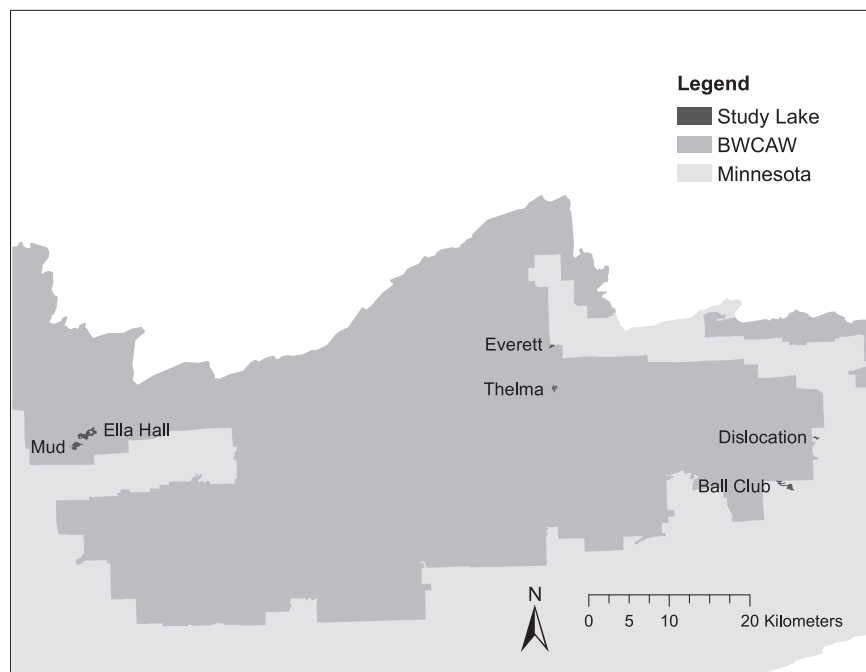 Legend
Study Lake
BWCAW
Minnesota
Everett
Thelma
Ella Hall
Mud
Dislocation
Ball Club
N
0 5 10 20 Kilometers